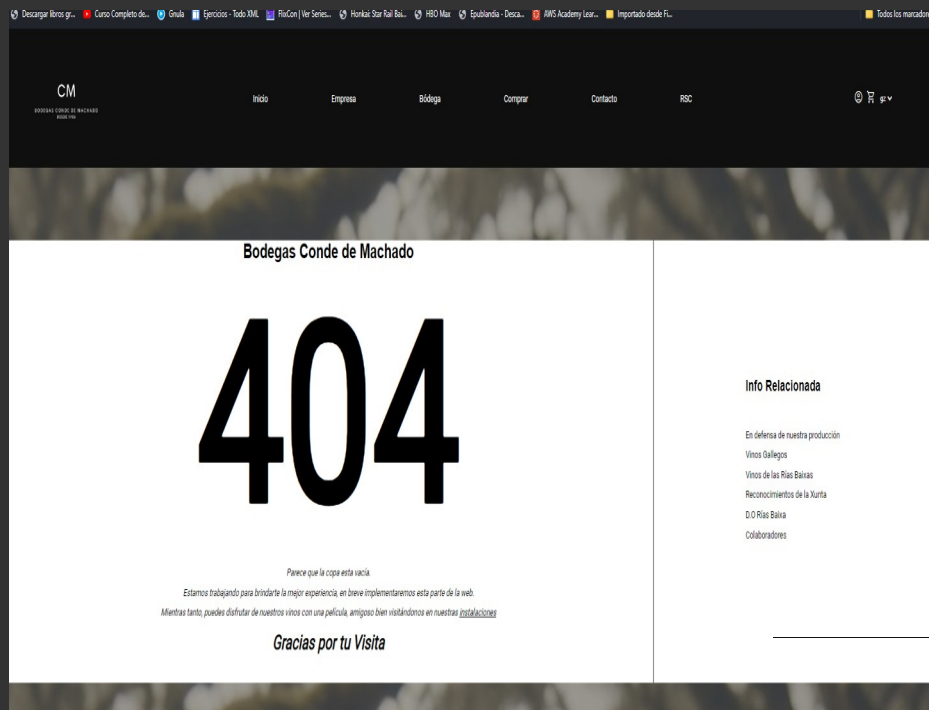 Descargar libros gr... Curso Completo de... Gnula Ejercicios - Todo XML FlixCon | Ver Series... Honkai: Star Rail Bai... HBO Max Epublandia - Desca... AWS Academy Lear... Importado desde Fi... Todos los marcadore
CM
BODEGAS CONDE DE MACHADO
Inicio Empresa Bódega Comprar Contacto RSC
Bodegas Conde de Machado
404
Parece que la copa esta vacía.
Estamos trabajando para brindarte la mejor experiencia, en breve implementaremos esta parte de la web.
Mientras tanto, puedes disfrutar de nuestros vinos con una película, amigoso bien visitándonos en nuestras instalaciones
Gracias por tu Visita
Info Relacionada
En defensa de nuestra producción
Vinos Gallegos
Vinos de las Rías Baixas
Reconocimientos de la Xunta
D.O Rías Baixa
Colaboradores